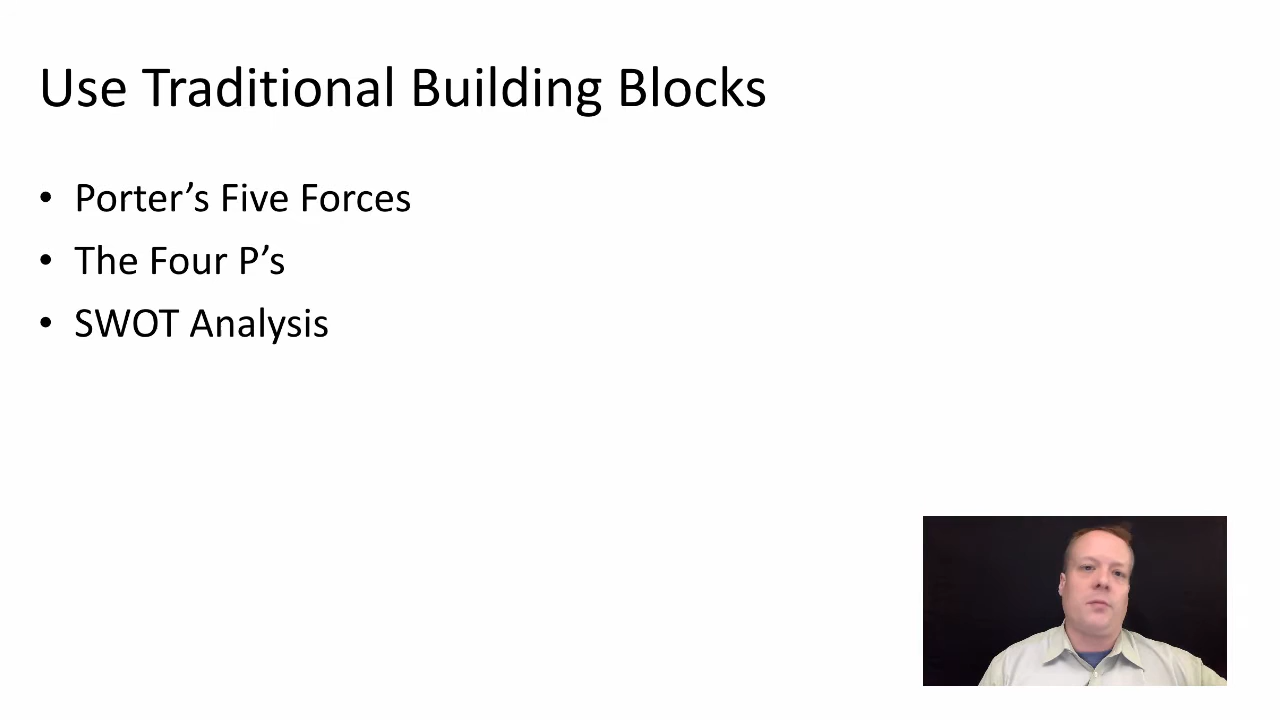 Use Traditional Building Blocks
• Porter’s Five Forces
• The Four P’s
• SWOT Analysis